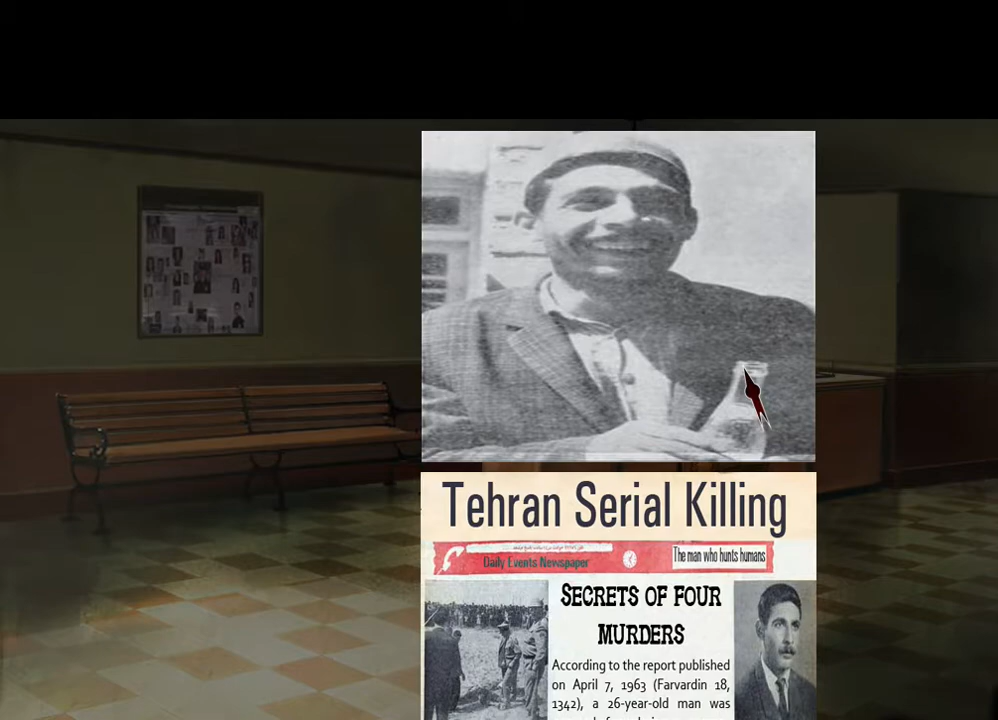 Tehran Serial Killing
Daily Events Newspaper
The man who hunts humans
SECRETS OF FOUR
MURDERS
According to the report published
on April 7, 1963 (Farvardin 18,
1342), a 26-year-old man was